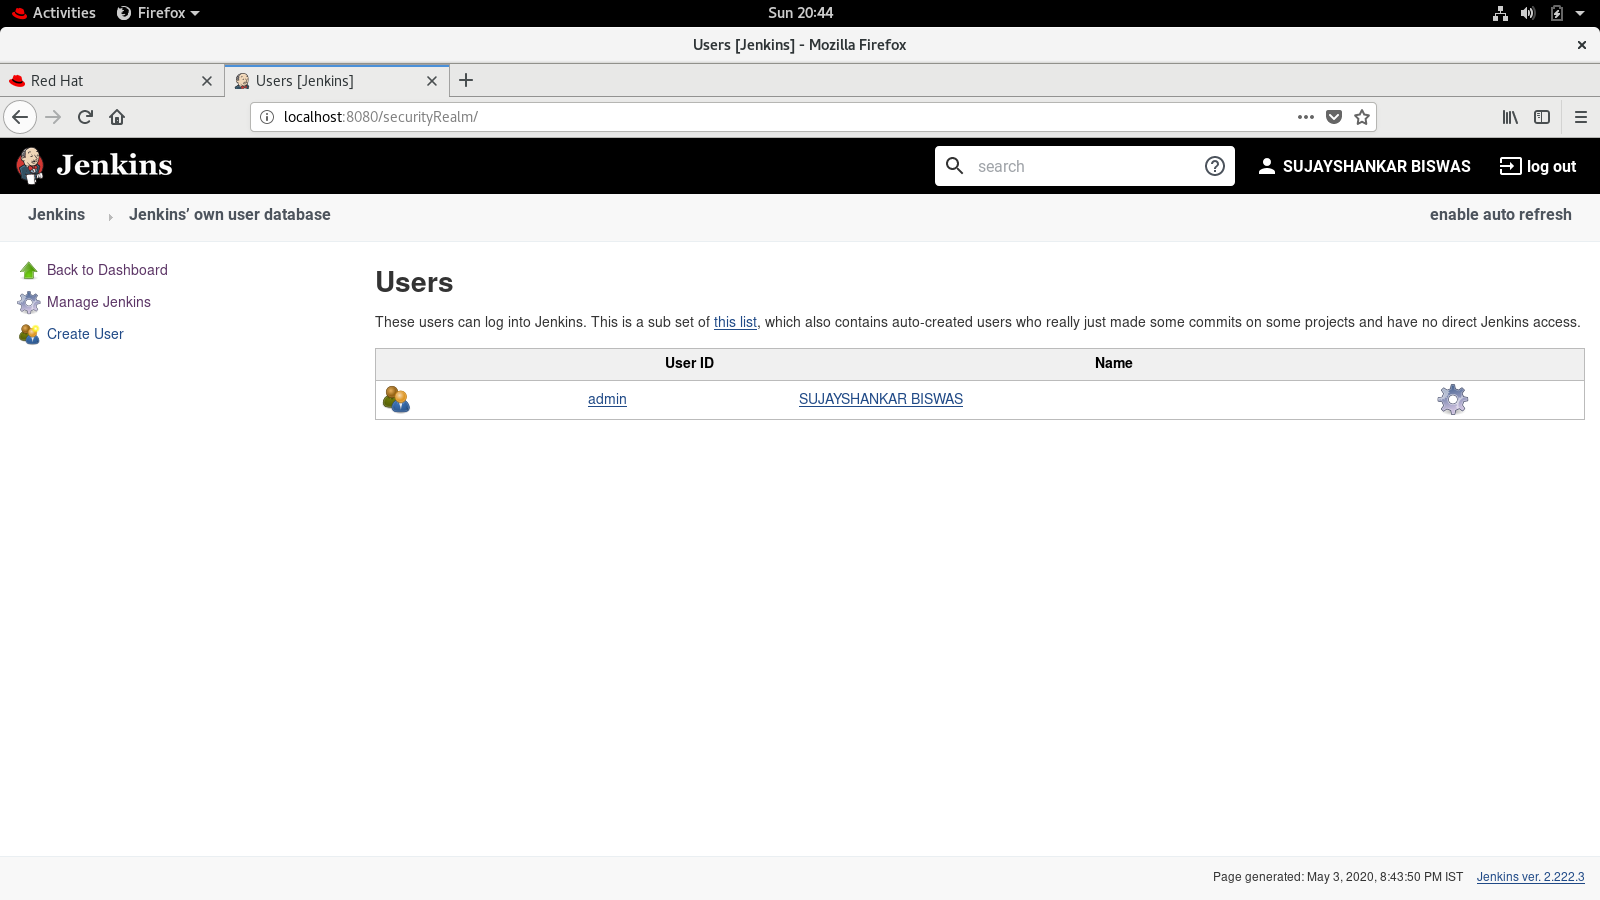 Activities Firefox Sun 20:44
Users [Jenkins] - Mozilla Firefox
Red Hat Users [Jenkins]
localhost:8080/securityRealm/
Jenkins search SUJAYSHANKAR BISWAS log out
Jenkins Jenkins’ own user database enable auto refresh
Back to Dashboard
Manage Jenkins
Create User
Users
These users can log into Jenkins. This is a sub set of this list, which also contains auto-created users who really just made some commits on some projects and have no direct Jenkins access.
User ID Name
admin SUJAYSHANKAR BISWAS
Page generated: May 3, 2020, 8:43:50 PM IST Jenkins ver. 2.222.3